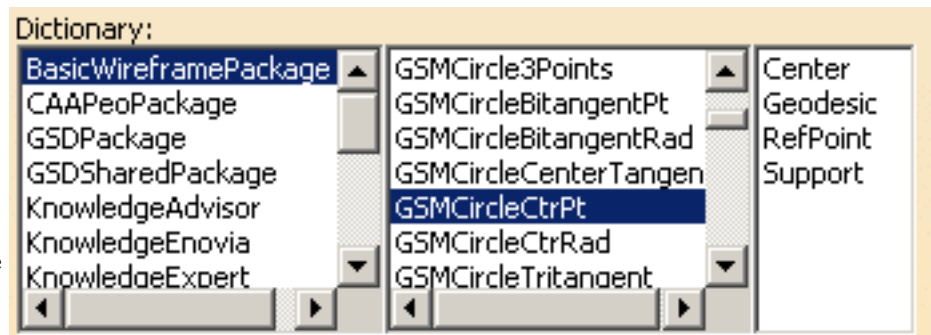 Dictionary:
BasicWireframePackage
CAAPeoPackage
GSDPackage
GSDSharedPackage
KnowledgeAdvisor
KnowledgeEnovia
KnowledgeExpert
GSMCircle3Points
GSMCircleBitangentPt
GSMCircleBitangentRad
GSMCircleCenterTangen
GSMCircleCtrPt
GSMCircleCtrRad
GSMCircleTritangent
Center
Geodesic
RefPoint
Support